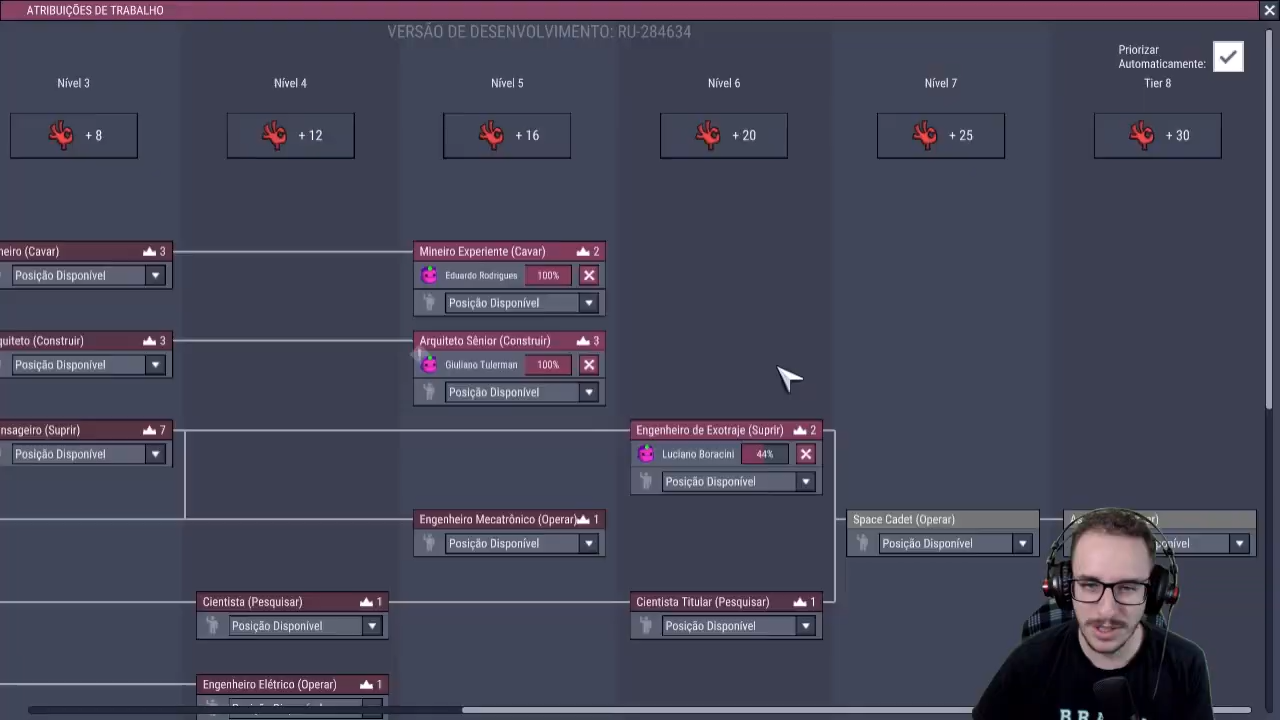 ATRIBUIÇÕES DE TRABALHO
VERSÃO DE DESENVOLVIMENTO: RU-284634
Priorizar
Automaticamente:
Nível 3
Nível 4
Nível 5
Nível 6
Nível 7
Tier 8
+ 8
+ 12
+ 16
+ 20
+ 25
+ 30
neiro (Cavar) 3
Posição Disponível
Mineiro Experiente (Cavar) 2
Eduardo Rodrigues 100%
Posição Disponível
quiteto (Construir) 3
Posição Disponível
Arquiteto Sênior (Construir) 3
Giuliano Tulerman 100%
Posição Disponível
nsageiro (Suprir) 7
Posição Disponível
Engenheiro de Exotraje (Suprir) 2
Luciano Boracini 44%
Posição Disponível
Engenheiro Mecatrônico (Operar) 1
Posição Disponível
Space Cadet (Operar)
Posição Disponível
Cientista (Pesquisar) 1
Posição Disponível
Cientista Titular (Pesquisar) 1
Posição Disponível
Engenheiro Elétrico (Operar) 1